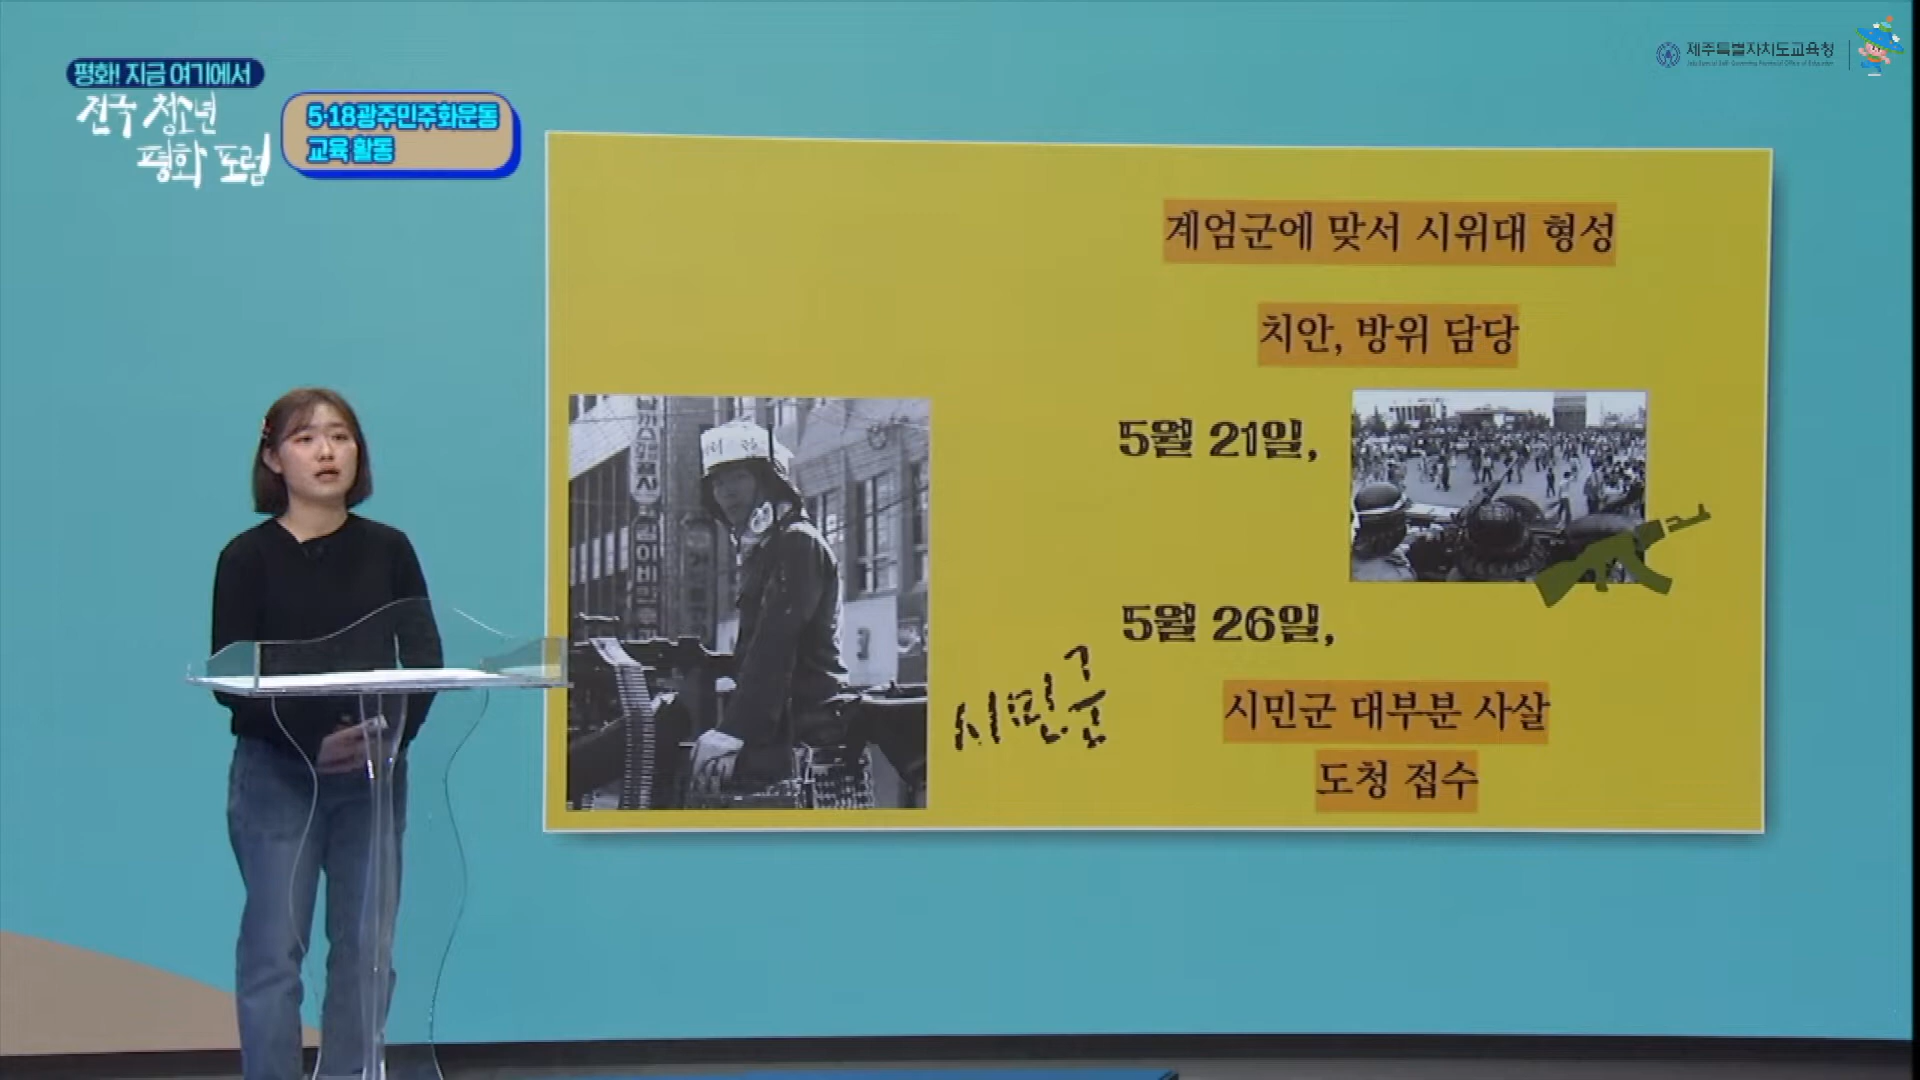 평화! 지금 여기에서
전국 청소년
평화 포럼
5·18광주민주화운동
교육 활동
제주특별자치도교육청
계엄군에 맞서 시위대 형성
치안, 방위 담당
5월 21일,
5월 26일,
시민군
시민군 대부분 사살
도청 접수